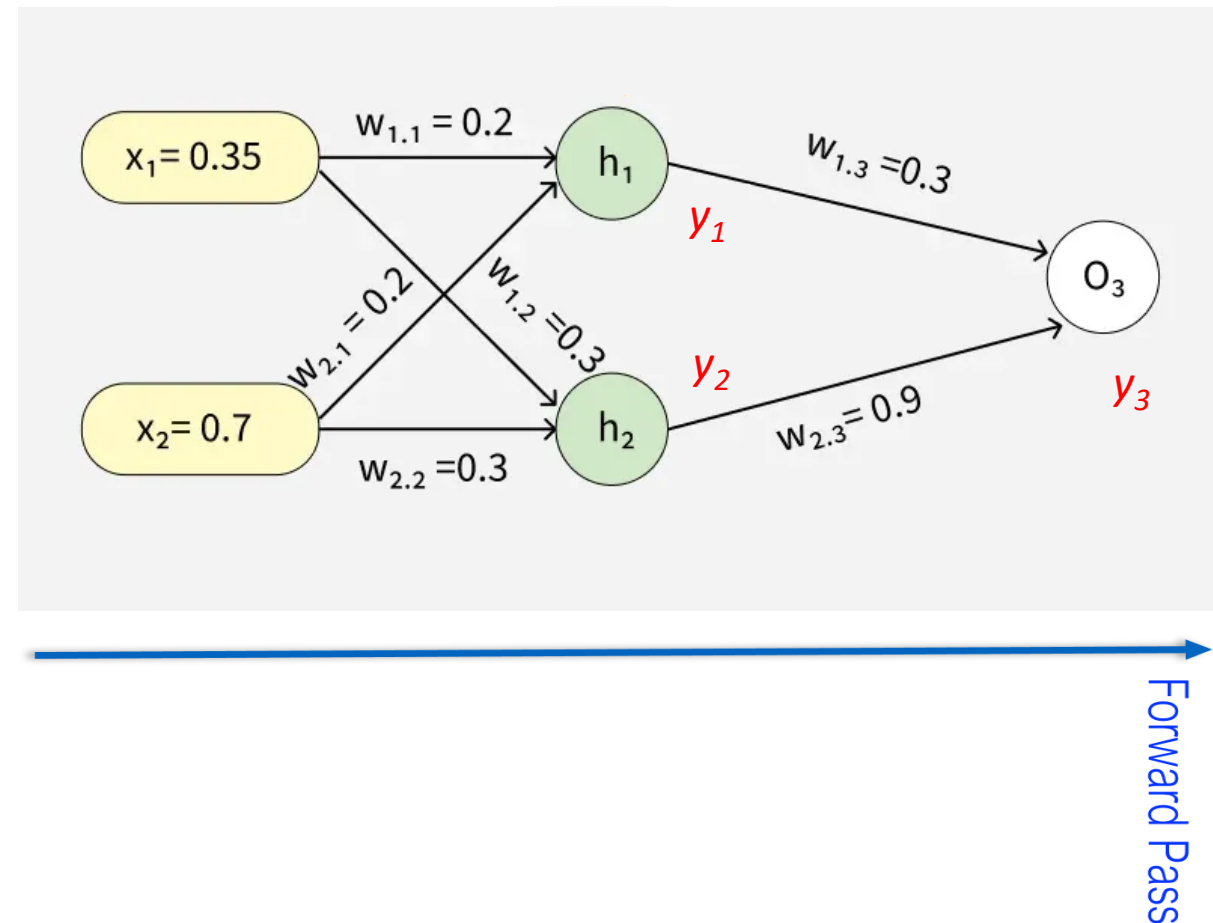 w₁.₁ = 0.2
x₁= 0.35
h₁
w₁.₃ =0.3
y₁
w₂.₁ = 0.2
w₁.₂ =0.3
O₃
y₂
y₃
x₂= 0.7
h₂
w₂.₃= 0.9
w₂.₂ =0.3
Forward Pass